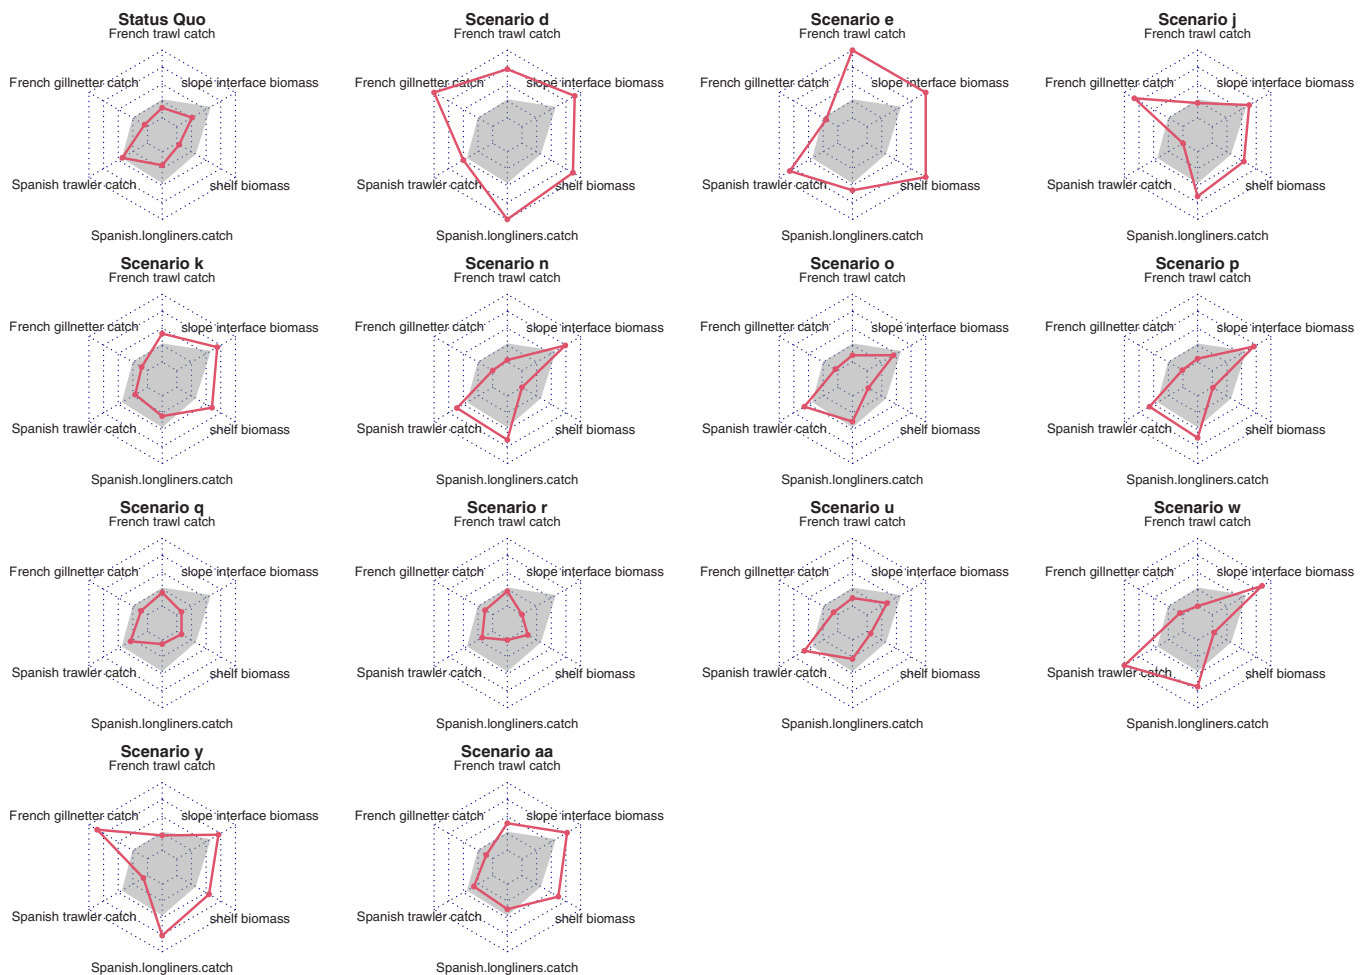 Status Quo
French trawl catch
French gillnetter catch
slope interface biomass
Spanish trawler catch
shelf biomass
Spanish.longliners.catch
Scenario d
French trawl catch
French gillnetter catch
slope interface biomass
Spanish trawler catch
shelf biomass
Spanish.longliners.catch
Scenario e
French trawl catch
French gillnetter catch
slope interface biomass
Spanish trawler catch
shelf biomass
Spanish.longliners.catch
Scenario j
French trawl catch
French gillnetter catch
slope interface biomass
Spanish trawler catch
shelf biomass
Spanish.longliners.catch
Scenario k
French trawl catch
French gillnetter catch
slope interface biomass
Spanish trawler catch
shelf biomass
Spanish.longliners.catch
Scenario n
French trawl catch
French gillnetter catch
slope interface biomass
Spanish trawler catch
shelf biomass
Spanish.longliners.catch
Scenario o
French trawl catch
French gillnetter catch
slope interface biomass
Spanish trawler catch
shelf biomass
Spanish.longliners.catch
Scenario p
French trawl catch
French gillnetter catch
slope interface biomass
Spanish trawler catch
shelf biomass
Spanish.longliners.catch
Scenario q
French trawl catch
French gillnetter catch
slope interface biomass
Spanish trawler catch
shelf biomass
Spanish.longliners.catch
Scenario r
French trawl catch
French gillnetter catch
slope interface biomass
Spanish trawler catch
shelf biomass
Spanish.longliners.catch
Scenario u
French trawl catch
French gillnetter catch
slope interface biomass
Spanish trawler catch
shelf biomass
Spanish.longliners.catch
Scenario w
French trawl catch
French gillnetter catch
slope interface biomass
Spanish trawler catch
shelf biomass
Spanish.longliners.catch
Scenario y
French trawl catch
French gillnetter catch
slope interface biomass
Spanish trawler catch
shelf biomass
Spanish.longliners.catch
Scenario aa
French trawl catch
French gillnetter catch
slope interface biomass
Spanish trawler catch
shelf biomass
Spanish.longliners.catch